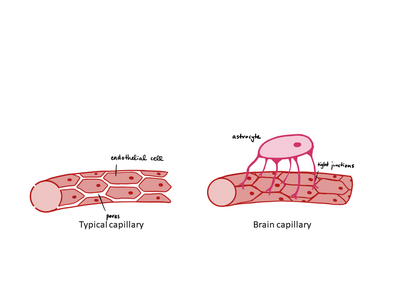 astrocyte
endothelial cell
tight junctions
pores
Typical capillary
Brain capillary